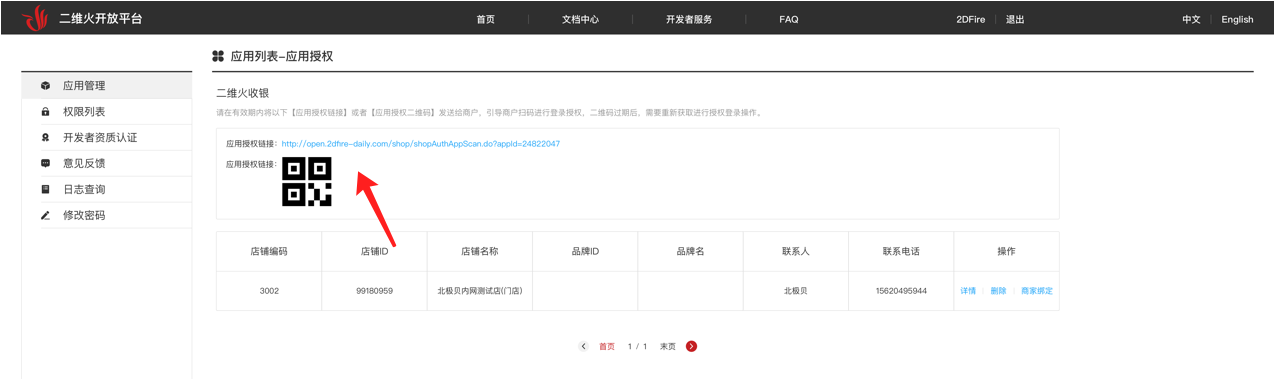 二维火开放平台 首页 文档中心 开发者服务 FAQ 2DFire 退出 中文 English
应用列表-应用授权
应用管理
权限列表
开发者资质认证
意见反馈
日志查询
修改密码
二维火收银
请在有效期内将以下【应用授权链接】或者【应用授权二维码】发送给商户，引导商户扫码进行登录授权，二维码过期后，需要重新获取进行授权登录操作。
应用授权链接：http://open.2dfire-daily.com/shop/shopAuthAppScan.do?appId=24822047
应用授权链接：
店铺编码 店铺ID 店铺名称 品牌ID 品牌名 联系人 联系电话 操作
3002 99180959 北极贝内网测试店(门店) 北极贝 15620495944 详情 删除 商家绑定
首页 1 / 1 末页